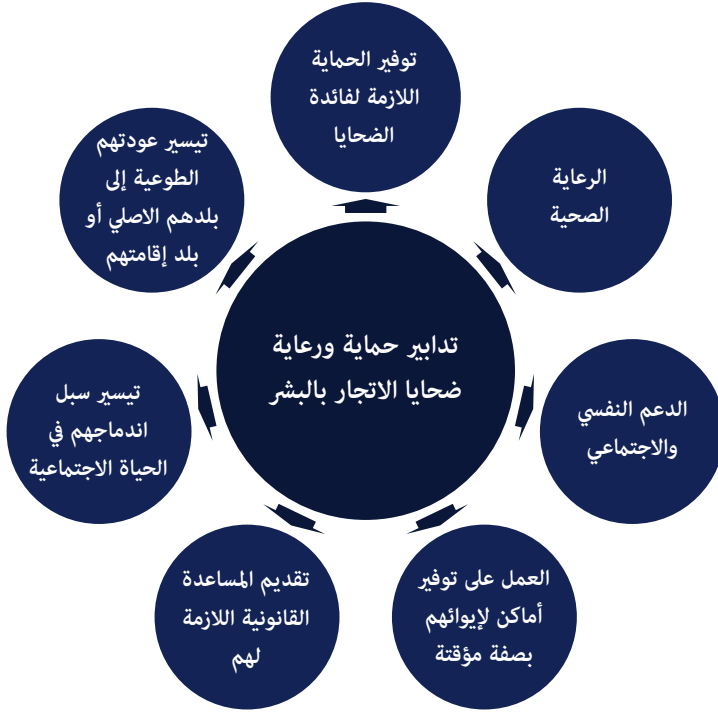 تدابير حماية ورعاية
ضحايا الاتجار بالبشر
توفير الحماية
اللازمة لفائدة
الضحايا
الرعاية
الصحية
الدعم النفسي
والاجتماعي
العمل على توفير
أماكن لإيوائهم
بصفة مؤقتة
تقديم المساعدة
القانونية اللازمة
لهم
تيسير سبل
اندماجهم في
الحياة الاجتماعية
تيسير عودتهم
الطوعية إلى
بلدهم الاصلي أو
بلد إقامتهم